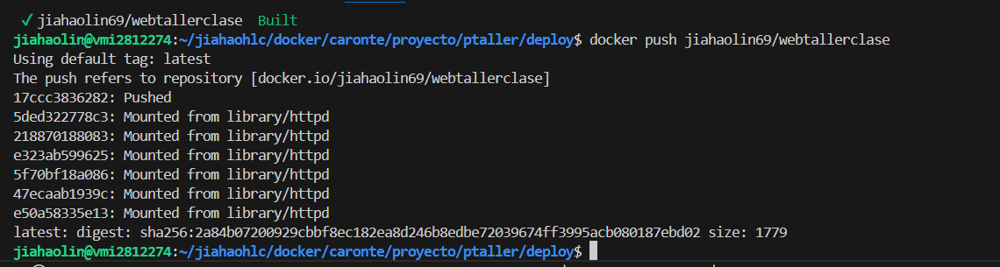 ✓ jiahaolin69/webtallerclase Built
jiahaolin@vmi2812274:~/jiahaohlc/docker/caronte/proyecto/ptaller/deploy$ docker push jiahaolin69/webtallerclase
Using default tag: latest
The push refers to repository [docker.io/jiahaolin69/webtallerclase]
17ccc3836282: Pushed
5ded322778c3: Mounted from library/httpd
218870188083: Mounted from library/httpd
e323ab599625: Mounted from library/httpd
5f70bf18a086: Mounted from library/httpd
47ecaab1939c: Mounted from library/httpd
e50a58335e13: Mounted from library/httpd
latest: digest: sha256:2a84b07200929cbbf8ec182ea8d246b8edbe72039674ff3995acb080187ebd02 size: 1779
jiahaolin@vmi2812274:~/jiahaohlc/docker/caronte/proyecto/ptaller/deploy$